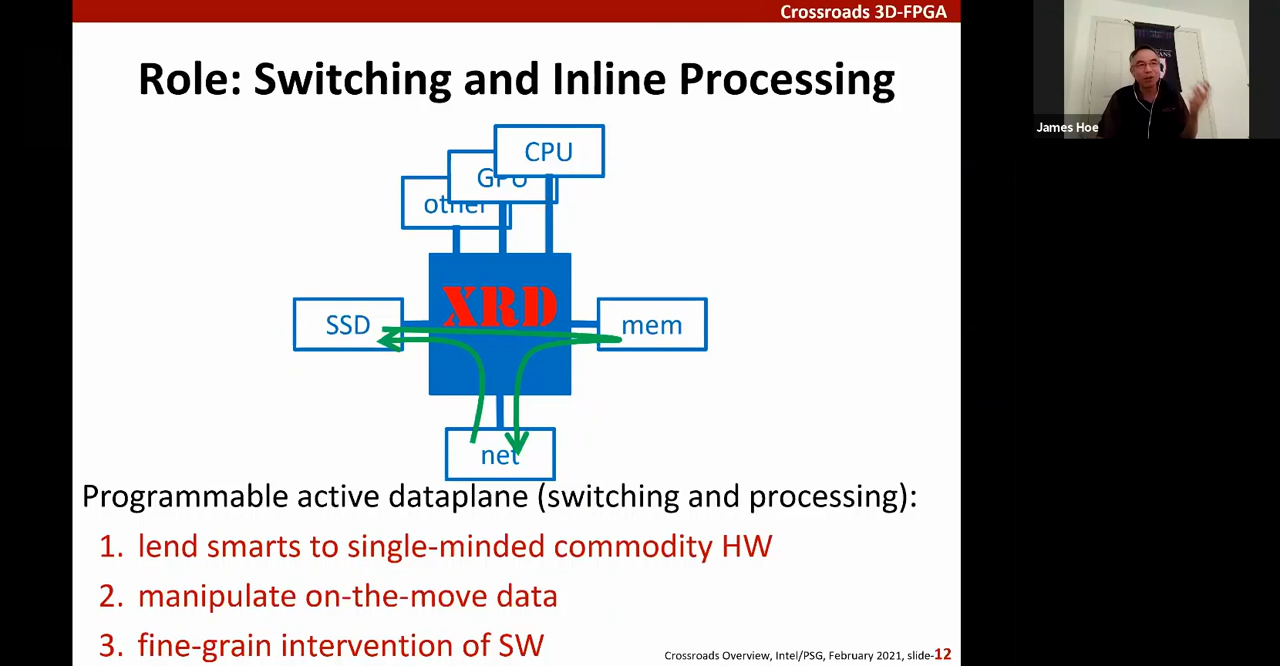 Crossroads 3D-FPGA
Role: Switching and Inline Processing
CPU
GPU
other
XRD
SSD
mem
net
Programmable active dataplane (switching and processing):
1. lend smarts to single-minded commodity HW
2. manipulate on-the-move data
3. fine-grain intervention of SW
Crossroads Overview, Intel/PSG, February 2021, slide-12
James Hoe